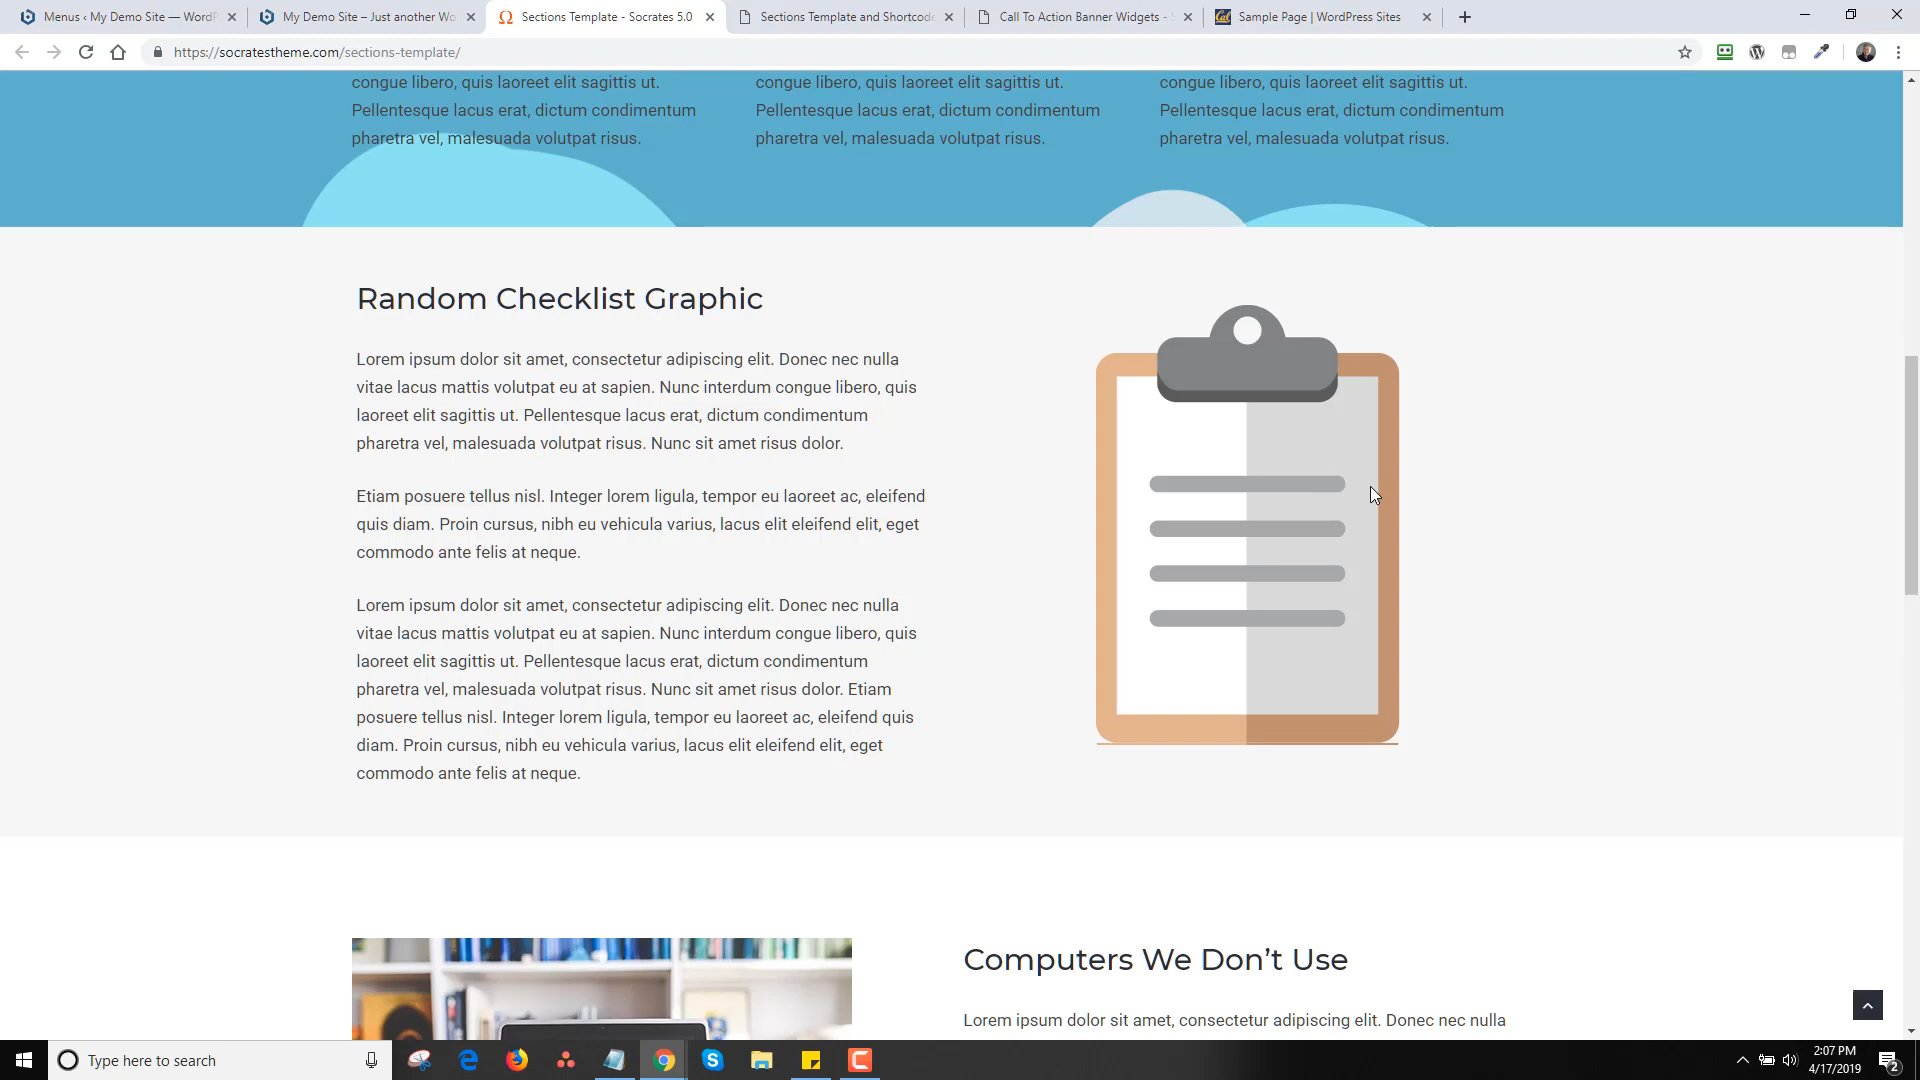 Menus ‹ My Demo Site — WordP
My Demo Site – Just another Wo
Sections Template - Socrates 5.0
Sections Template and Shortcode
Call To Action Banner Widgets - S
Cal
Sample Page | WordPress Sites
https://socratestheme.com/sections-template/
congue libero, quis laoreet elit sagittis ut.
Pellentesque lacus erat, dictum condimentum
pharetra vel, malesuada volutpat risus.
congue libero, quis laoreet elit sagittis ut.
Pellentesque lacus erat, dictum condimentum
pharetra vel, malesuada volutpat risus.
congue libero, quis laoreet elit sagittis ut.
Pellentesque lacus erat, dictum condimentum
pharetra vel, malesuada volutpat risus.
Random Checklist Graphic
Lorem ipsum dolor sit amet, consectetur adipiscing elit. Donec nec nulla
vitae lacus mattis volutpat eu at sapien. Nunc interdum congue libero, quis
laoreet elit sagittis ut. Pellentesque lacus erat, dictum condimentum
pharetra vel, malesuada volutpat risus. Nunc sit amet risus dolor.
Etiam posuere tellus nisl. Integer lorem ligula, tempor eu laoreet ac, eleifend
quis diam. Proin cursus, nibh eu vehicula varius, lacus elit eleifend elit, eget
commodo ante felis at neque.
Lorem ipsum dolor sit amet, consectetur adipiscing elit. Donec nec nulla
vitae lacus mattis volutpat eu at sapien. Nunc interdum congue libero, quis
laoreet elit sagittis ut. Pellentesque lacus erat, dictum condimentum
pharetra vel, malesuada volutpat risus. Nunc sit amet risus dolor. Etiam
posuere tellus nisl. Integer lorem ligula, tempor eu laoreet ac, eleifend quis
diam. Proin cursus, nibh eu vehicula varius, lacus elit eleifend elit, eget
commodo ante felis at neque.
Computers We Don’t Use
Lorem ipsum dolor sit amet, consectetur adipiscing elit. Donec nec nulla
Type here to search
2:07 PM
4/17/2019
2